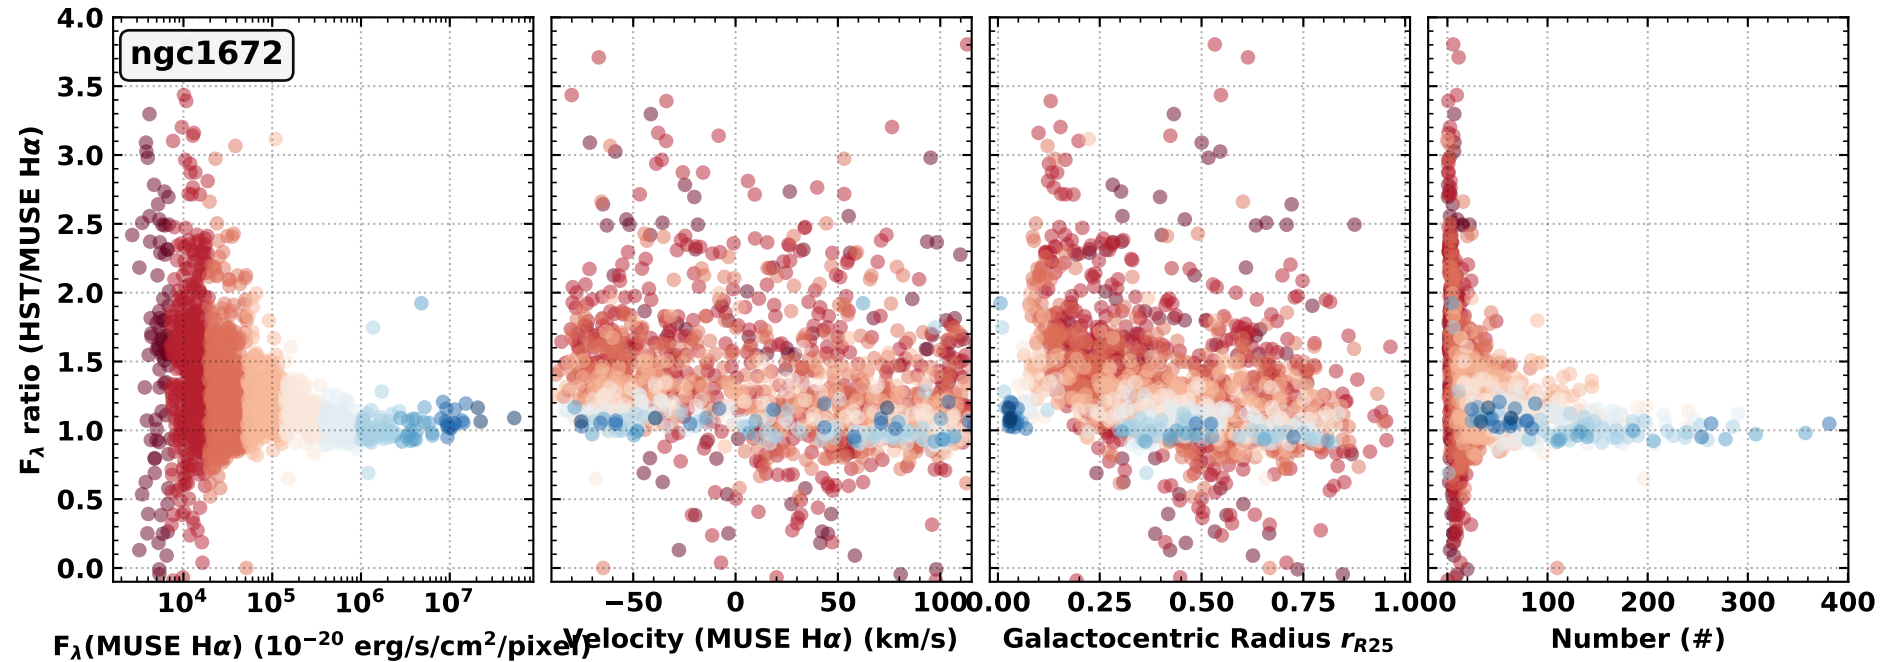 ngc1672
F_λ ratio (HST/MUSE Hα)
4.0
3.5
3.0
2.5
2.0
1.5
1.0
0.5
0.0
10^4 10^5 10^6 10^7
−50 0 50 100
0.00 0.25 0.50 0.75 1.00
0 100 200 300 400
F_λ(MUSE Hα) (10^−20 erg/s/cm^2/pixel)
Velocity (MUSE Hα) (km/s)
Galactocentric Radius r_R25
Number (#)